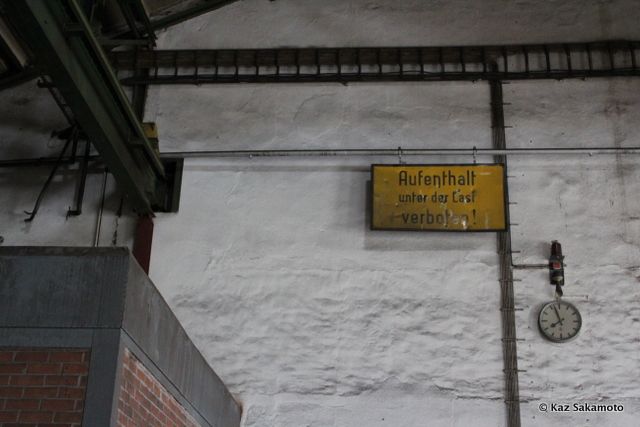 Aufenthalt
unter der Last
verboten!
© Kaz Sakamoto